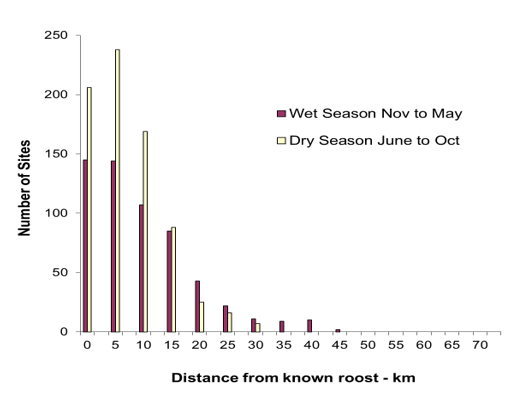 250
200
150
100
50
0
Number of Sites
Wet Season Nov to May
Dry Season June to Oct
0 5 10 15 20 25 30 35 40 45 50 60 65 70
Distance from known roost - km